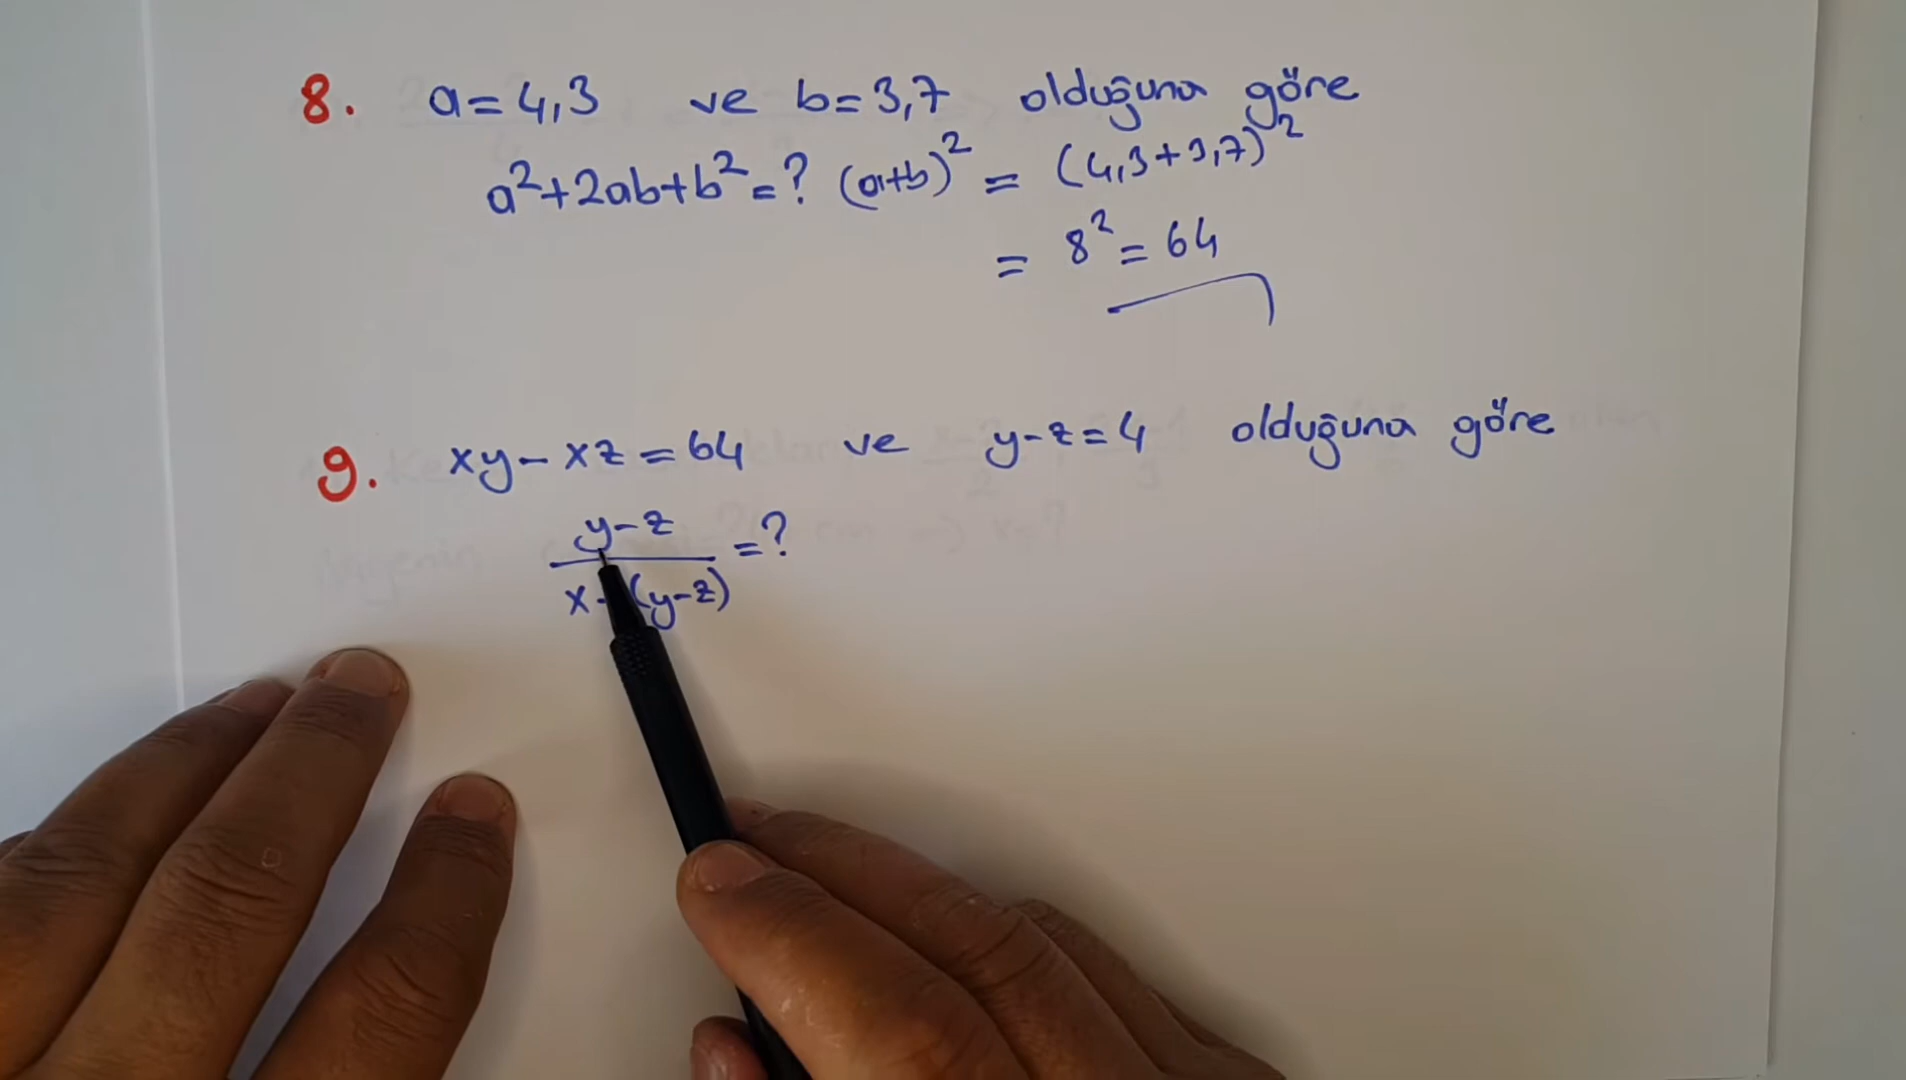 8. a = 4,3 ve b = 3,7 olduğuna göre
a²+2ab+b² = ? (a+b)² = (4,3+3,7)²
= 8² = 64
9. xy - xz = 64 ve y-z = 4 olduğuna göre
y-z
= ?
x - (y-z)